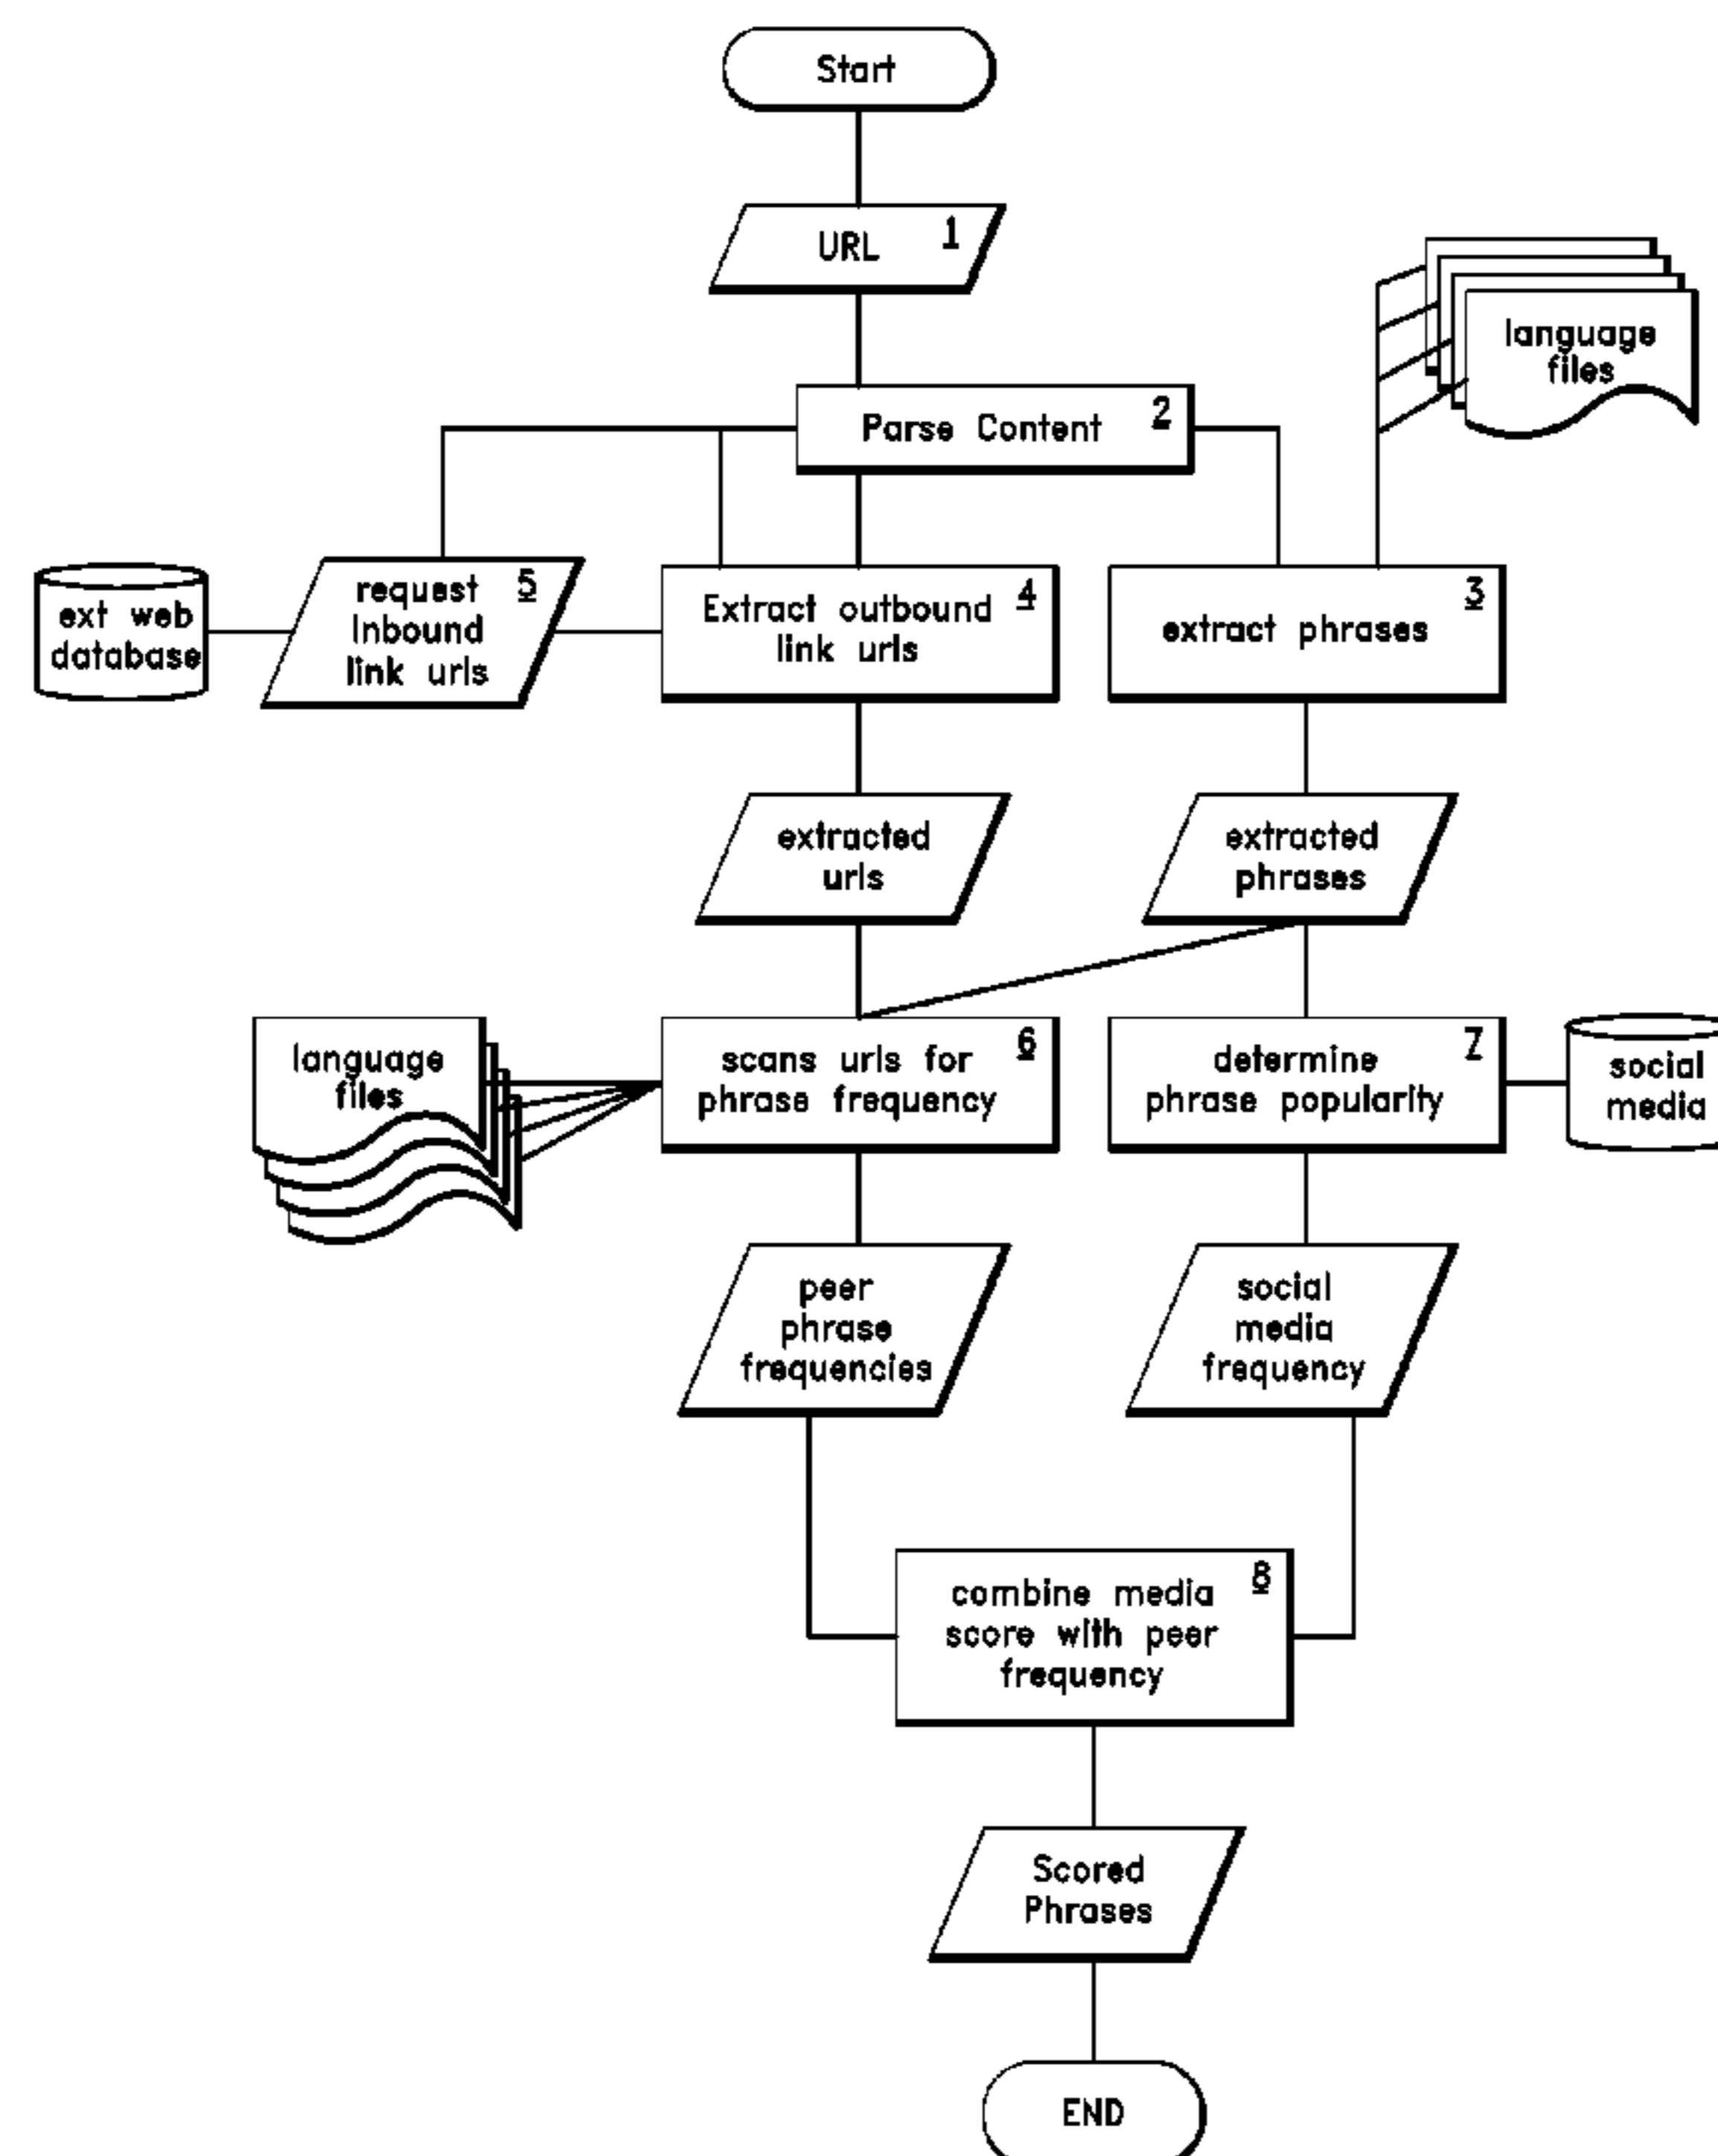 Start
URL
1
language
files
Parse Content
2
ext web
database
request
Inbound
link urls
5
Extract outbound
link urls
4
extract phrases
3
extracted
urls
extracted
phrases
language
files
scans urls for
phrase frequency
6
determine
phrase popularity
7
social
media
peer
phrase
frequencies
social
media
frequency
combine media
score with peer
frequency
8
Scored
Phrases
END